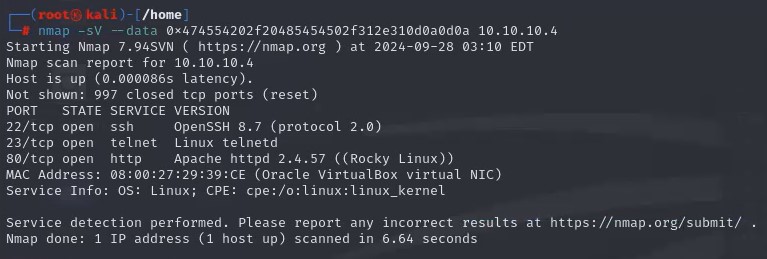 ┌──(root㉿kali)-[/home]
└─# nmap -sV --data 0×474554202f20485454502f312e310d0a0d0a 10.10.10.4
Starting Nmap 7.94SVN ( https://nmap.org ) at 2024-09-28 03:10 EDT
Nmap scan report for 10.10.10.4
Host is up (0.000086s latency).
Not shown: 997 closed tcp ports (reset)
PORT   STATE SERVICE VERSION
22/tcp open  ssh     OpenSSH 8.7 (protocol 2.0)
23/tcp open  telnet  Linux telnetd
80/tcp open  http    Apache httpd 2.4.57 ((Rocky Linux))
MAC Address: 08:00:27:29:39:CE (Oracle VirtualBox virtual NIC)
Service Info: OS: Linux; CPE: cpe:/o:linux:linux_kernel

Service detection performed. Please report any incorrect results at https://nmap.org/submit/ .
Nmap done: 1 IP address (1 host up) scanned in 6.64 seconds